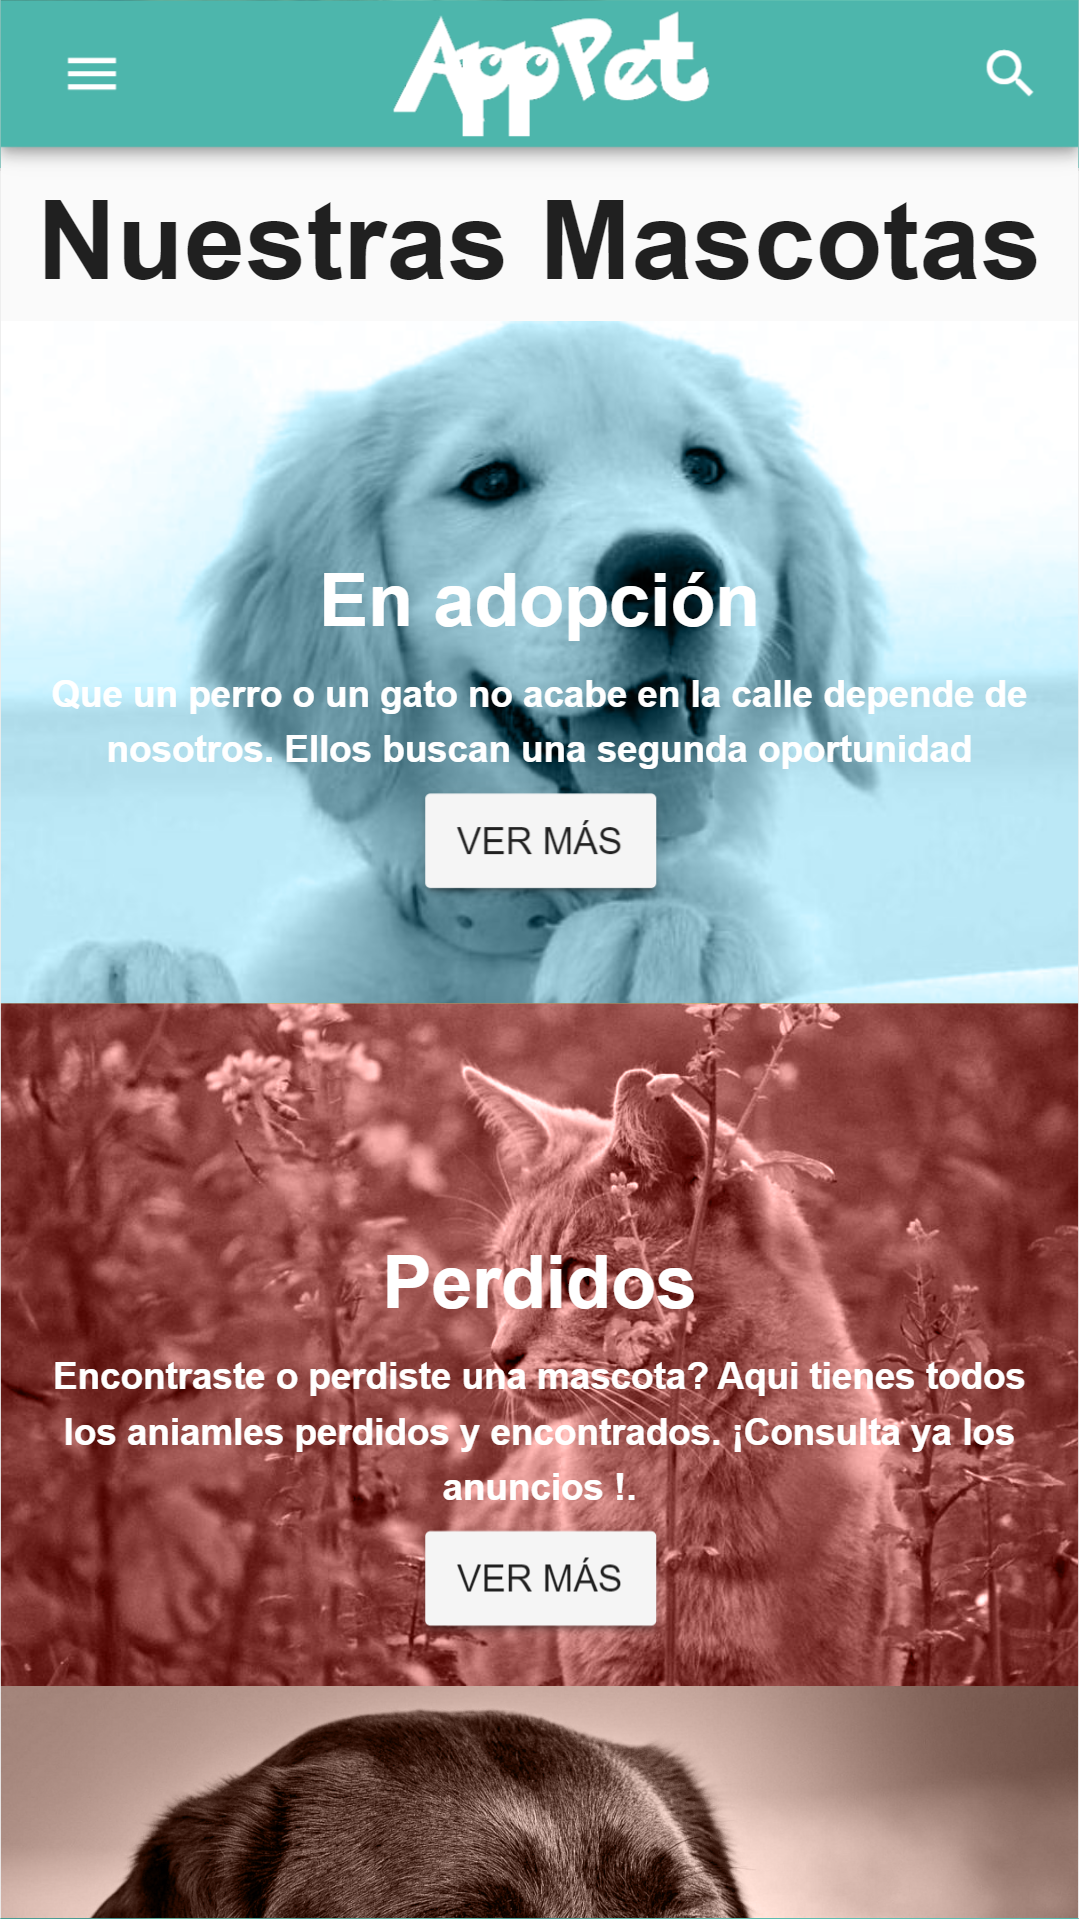 AppPet
Nuestras Mascotas
En adopción
Que un perro o un gato no acabe en la calle depende de
nosotros. Ellos buscan una segunda oportunidad
VER MÁS
Perdidos
Encontraste o perdiste una mascota? Aqui tienes todos
los aniamles perdidos y encontrados. ¡Consulta ya los
anuncios !.
VER MÁS